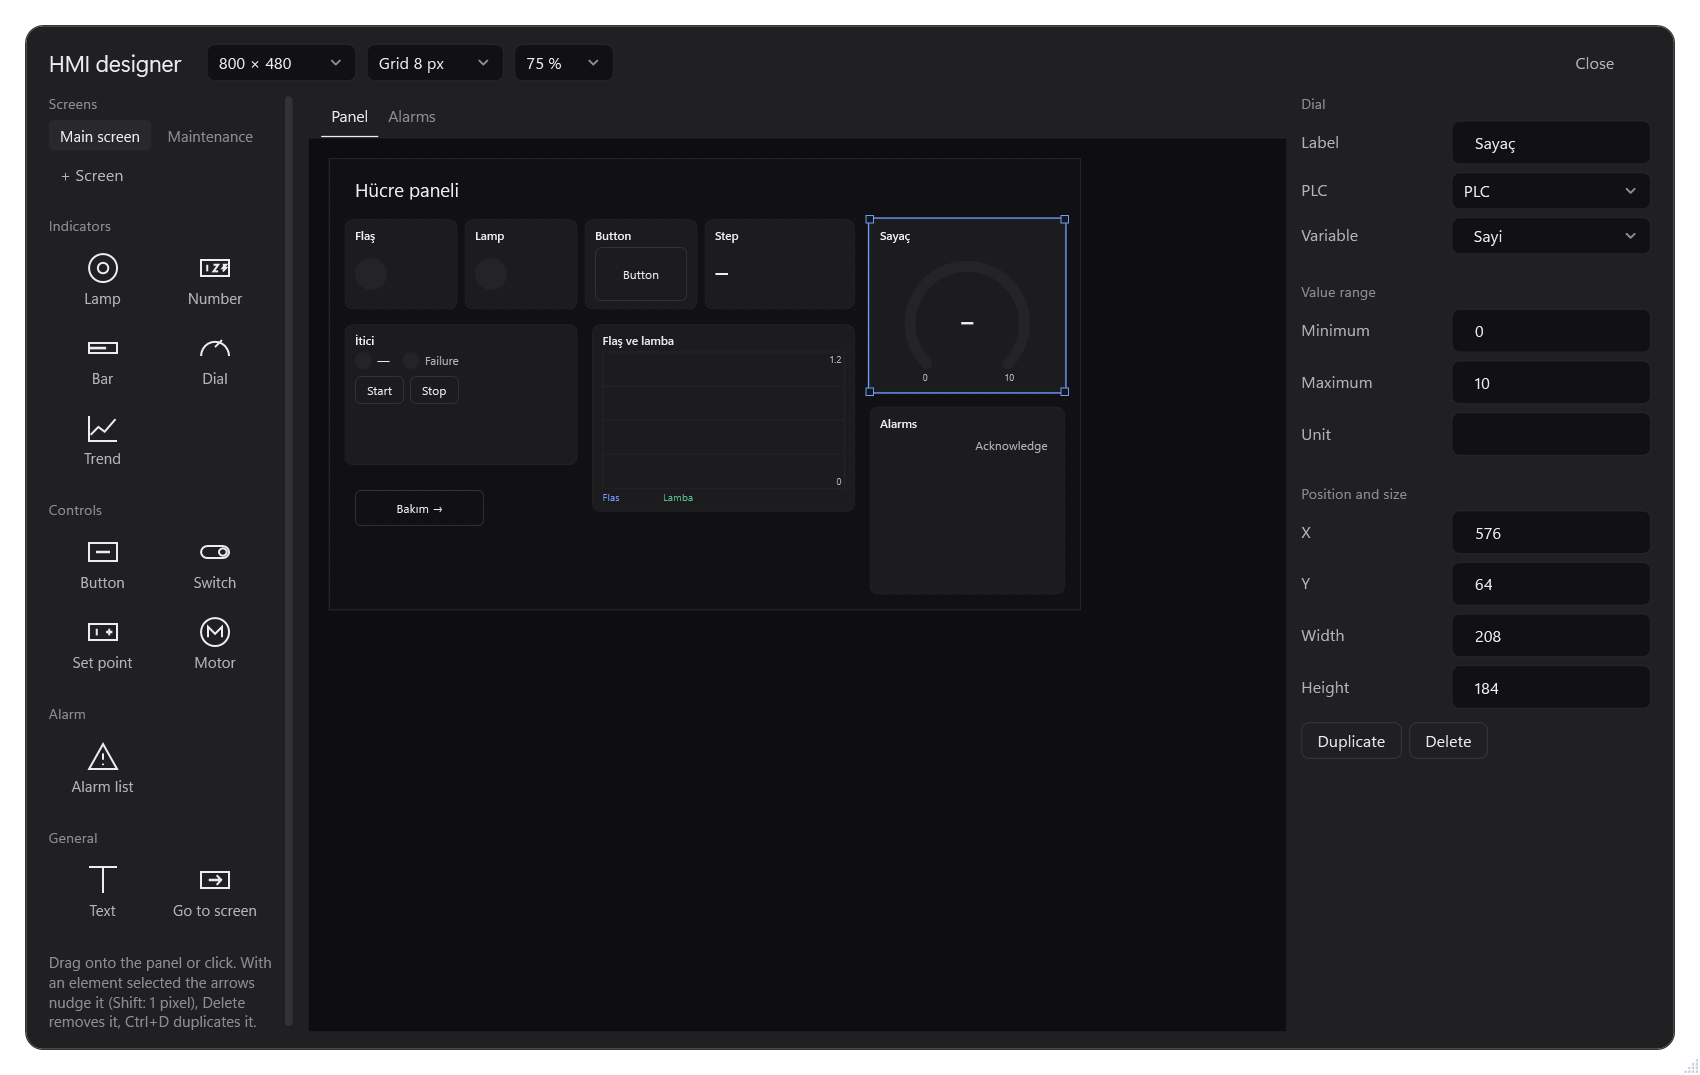 HMI designer
800 × 480
Grid 8 px
75 %
Close
Screens
Main screen
Maintenance
+ Screen
Indicators
Lamp
Number
Bar
Dial
Trend
Controls
Button
Switch
Set point
Motor
Alarm
Alarm list
General
Text
Go to screen
Drag onto the panel or click. With
an element selected the arrows
nudge it (Shift: 1 pixel), Delete
removes it, Ctrl+D duplicates it.
Panel
Alarms
Hücre paneli
Flaş
Lamp
Button
Button
Step
—
Sayaç
–
0
10
İtici
—
Failure
Start
Stop
Flaş ve lamba
1.2
0
Flas
Lamba
Alarms
Acknowledge
Bakım →
Dial
Label
Sayaç
PLC
PLC
Variable
Sayi
Value range
Minimum
0
Maximum
10
Unit
Position and size
X
576
Y
64
Width
208
Height
184
Duplicate
Delete